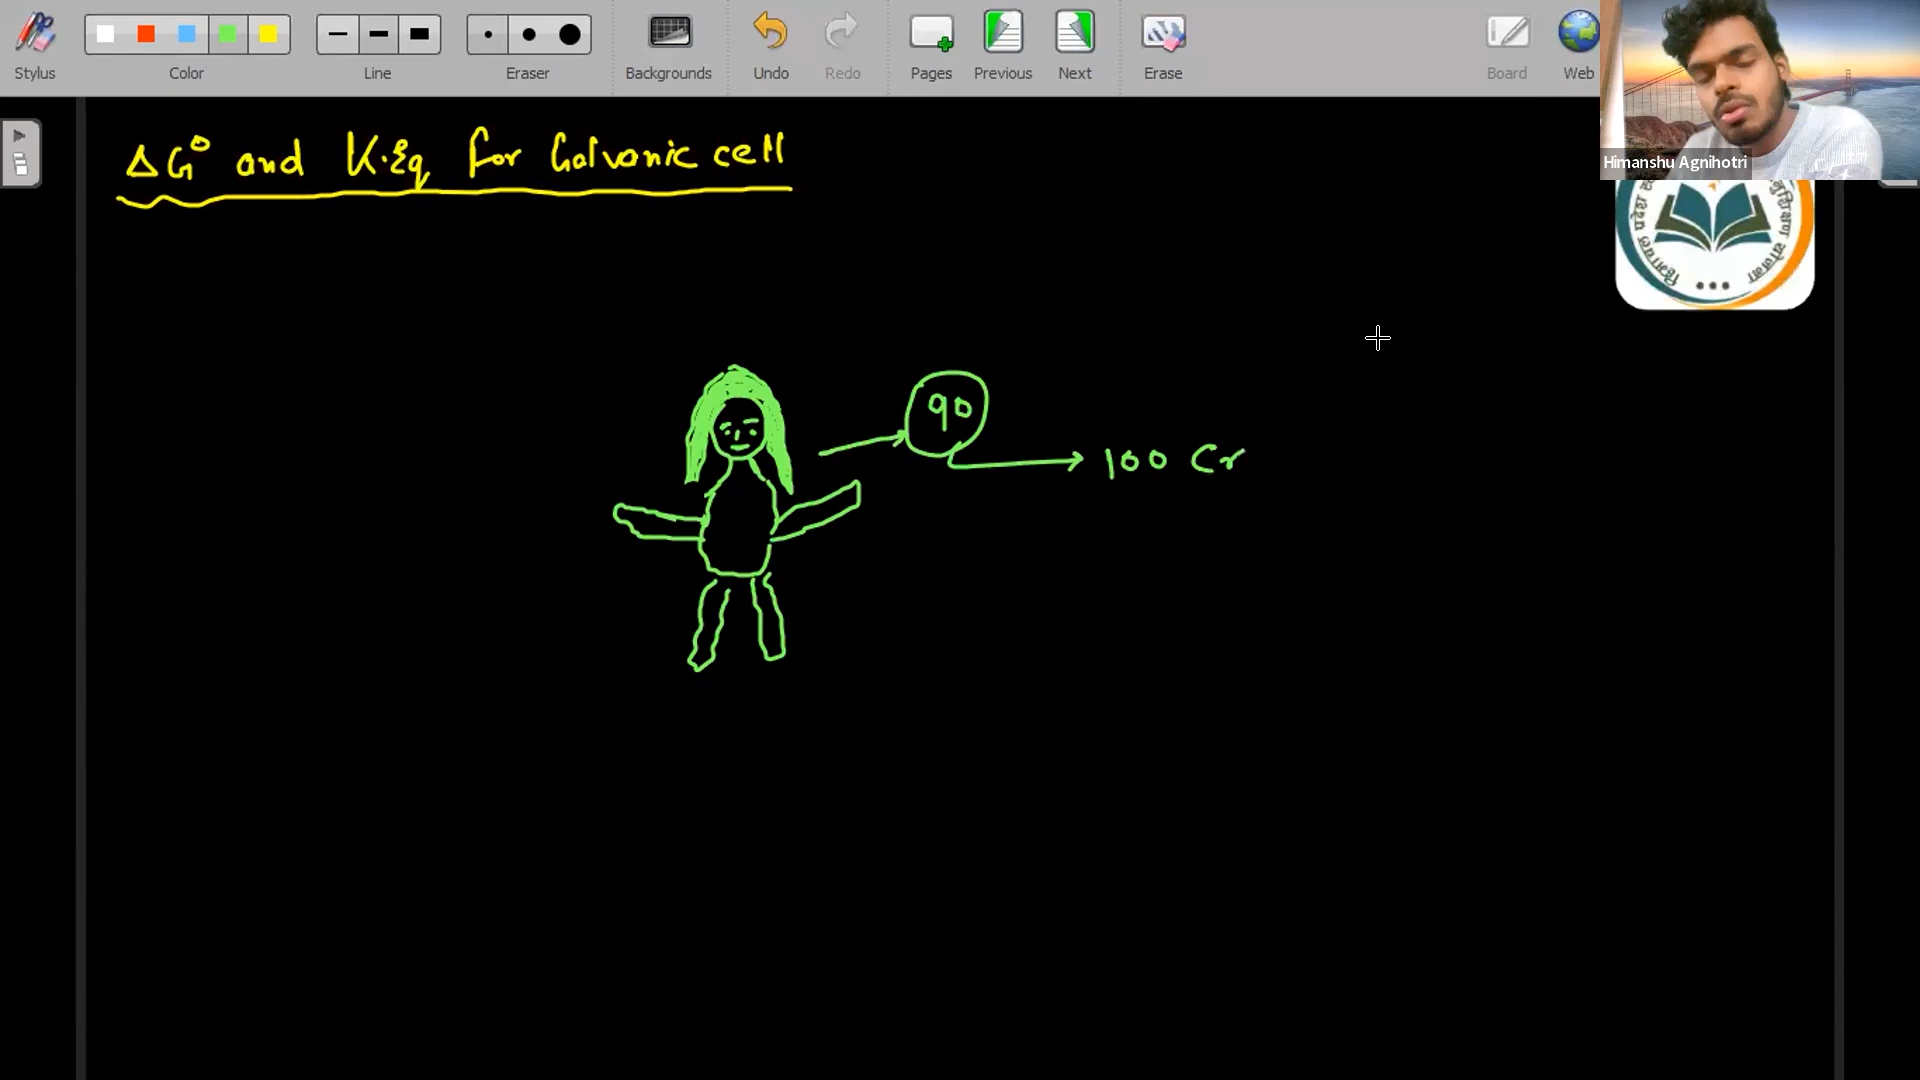 Stylus
Color
Line
Eraser
Backgrounds
Undo
Redo
Pages
Previous
Next
Erase
Board
Web
Himanshu Agnihotri
ΔG° and K.Eq for Galvanic cell
90
100 Cr